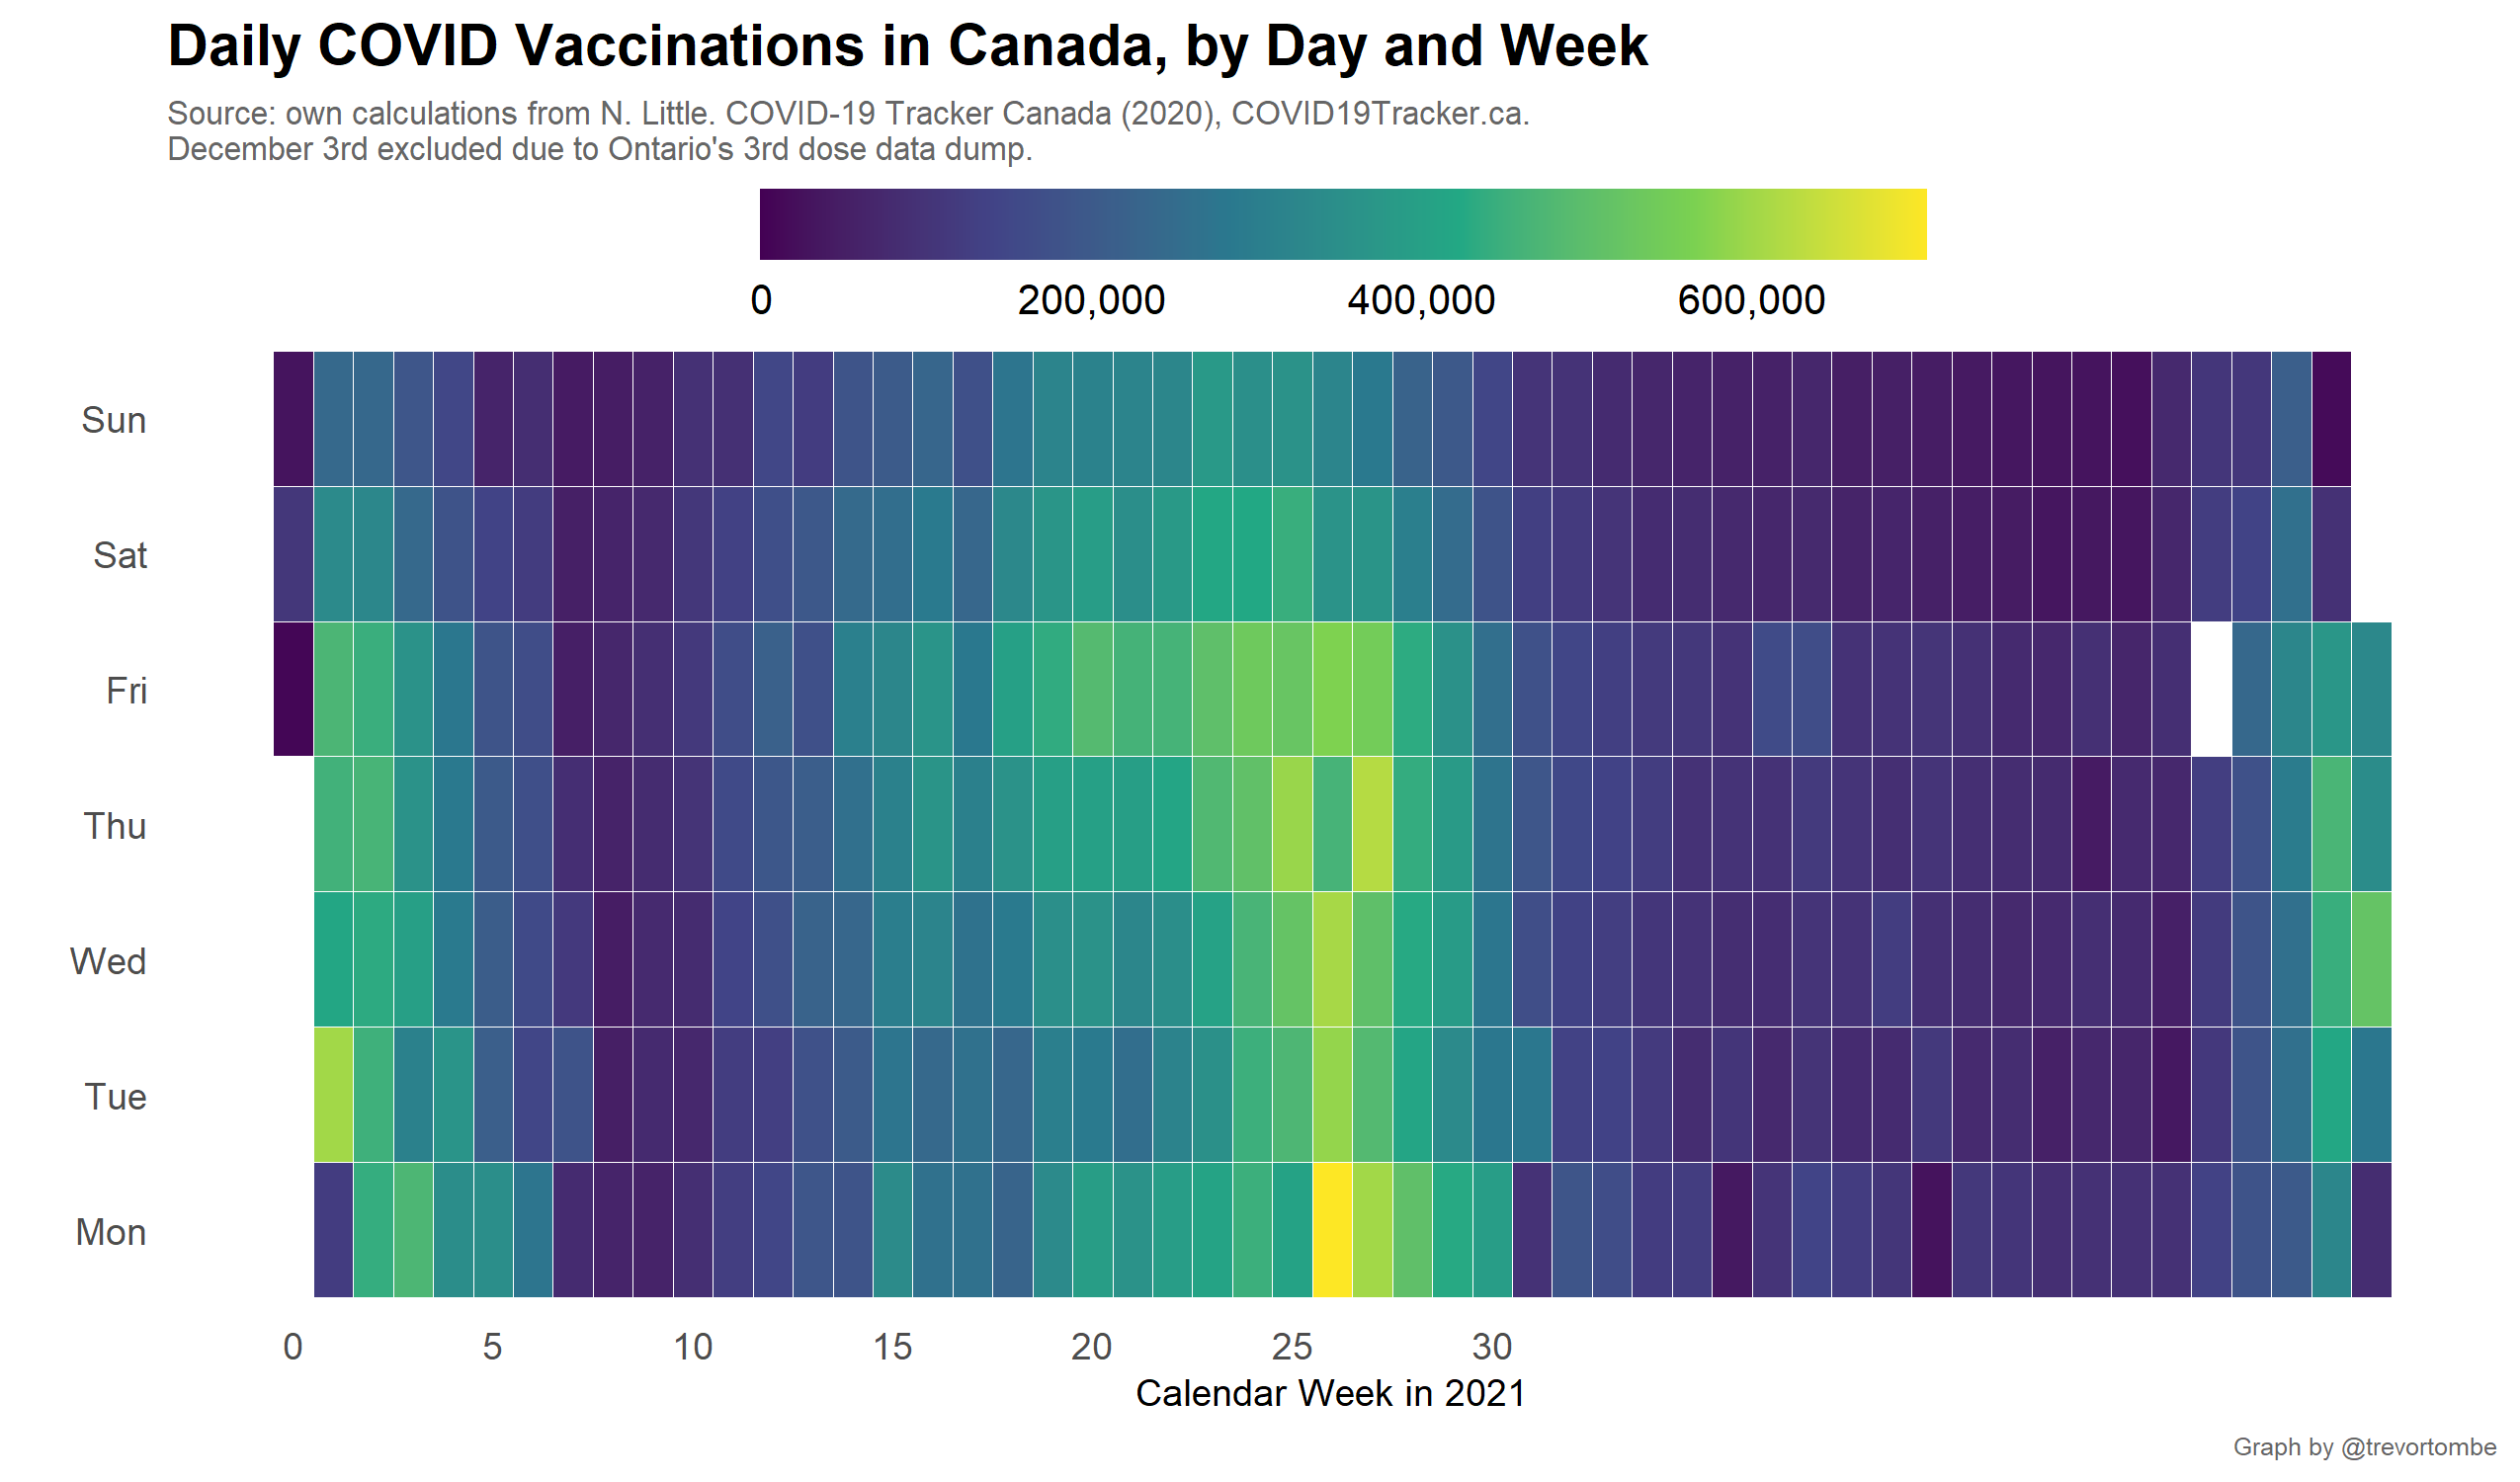 Daily COVID Vaccinations in Canada, by Day and Week
Source: own calculations from N. Little. COVID-19 Tracker Canada (2020), COVID19Tracker.ca.
December 3rd excluded due to Ontario's 3rd dose data dump.
0 200,000 400,000 600,000
Sun
Sat
Fri
Thu
Wed
Tue
Mon
0 5 10 15 20 25 30
Calendar Week in 2021
Graph by @trevortombe